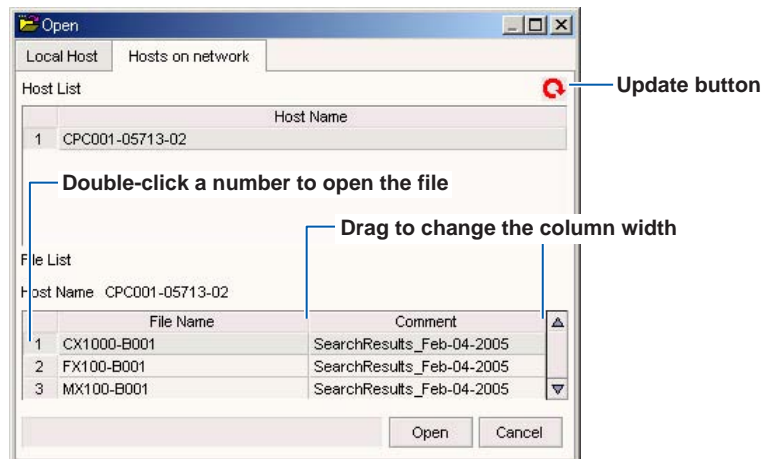 Open
Local Host Hosts on network
Host List
Update button
Host Name
1 CPC001-05713-02
Double-click a number to open the file
Drag to change the column width
File List
Host Name CPC001-05713-02
File Name Comment
1 CX1000-B001 SearchResults_Feb-04-2005
2 FX100-B001 SearchResults_Feb-04-2005
3 MX100-B001 SearchResults_Feb-04-2005
Open Cancel